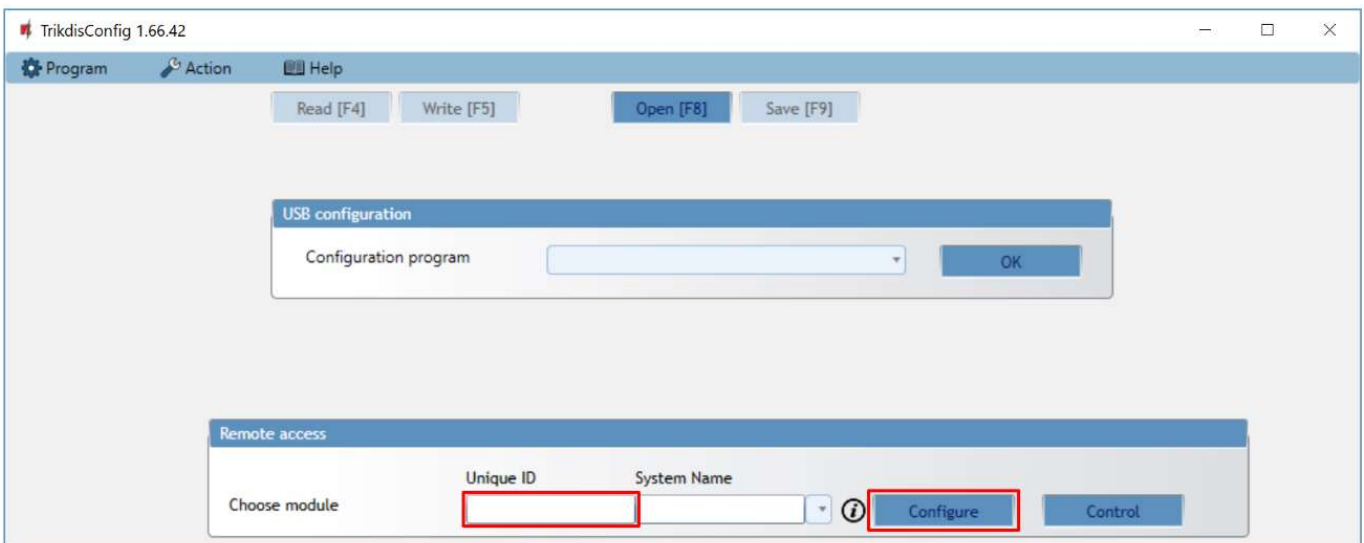 TrikdisConfig 1.66.42
Program Action Help
Read [F4] Write [F5] Open [F8] Save [F9]
USB configuration
Configuration program OK
Remote access
Unique ID System Name
Choose module i Configure Control